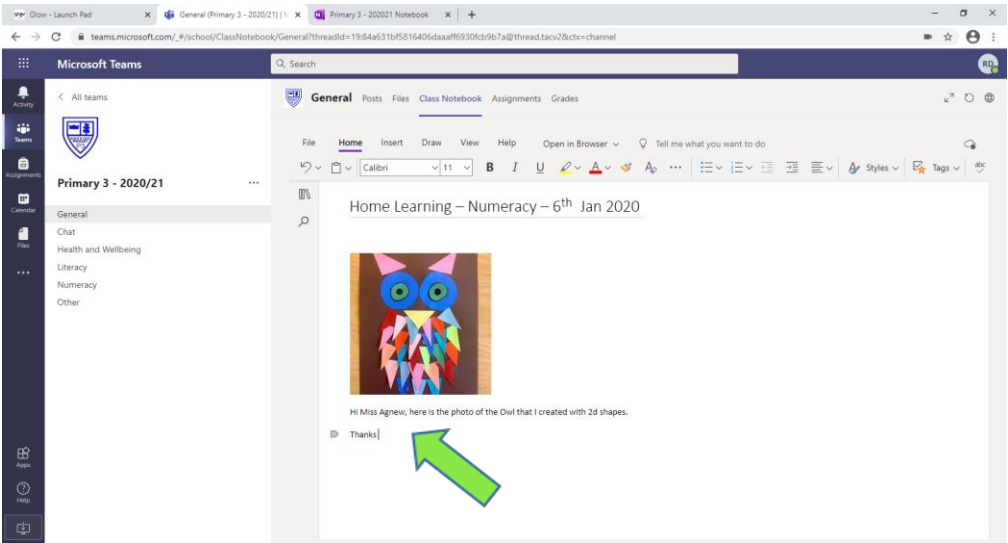 Glow - Launch Pad
General (Primary 3 - 2020/21) | M
Primary 3 - 202021 Notebook
teams.microsoft.com/_#/school/ClassNotebook/General?threadId=19:84a631bf5816406daaaff6930fcb9b7a@thread.tacv2&ctx=channel
Microsoft Teams
Search
RD
Activity
Teams
Assignments
Calendar
Files
Apps
Help
All teams
Primary 3 - 2020/21
General
Chat
Health and Wellbeing
Literacy
Numeracy
Other
General Posts Files Class Notebook Assignments Grades
File Home Insert Draw View Help Open in Browser Tell me what you want to do
Calibri 11 B I U A Styles Tags abc
Home Learning – Numeracy – 6th Jan 2020
Hi Miss Agnew, here is the photo of the Owl that I created with 2d shapes.
Thanks